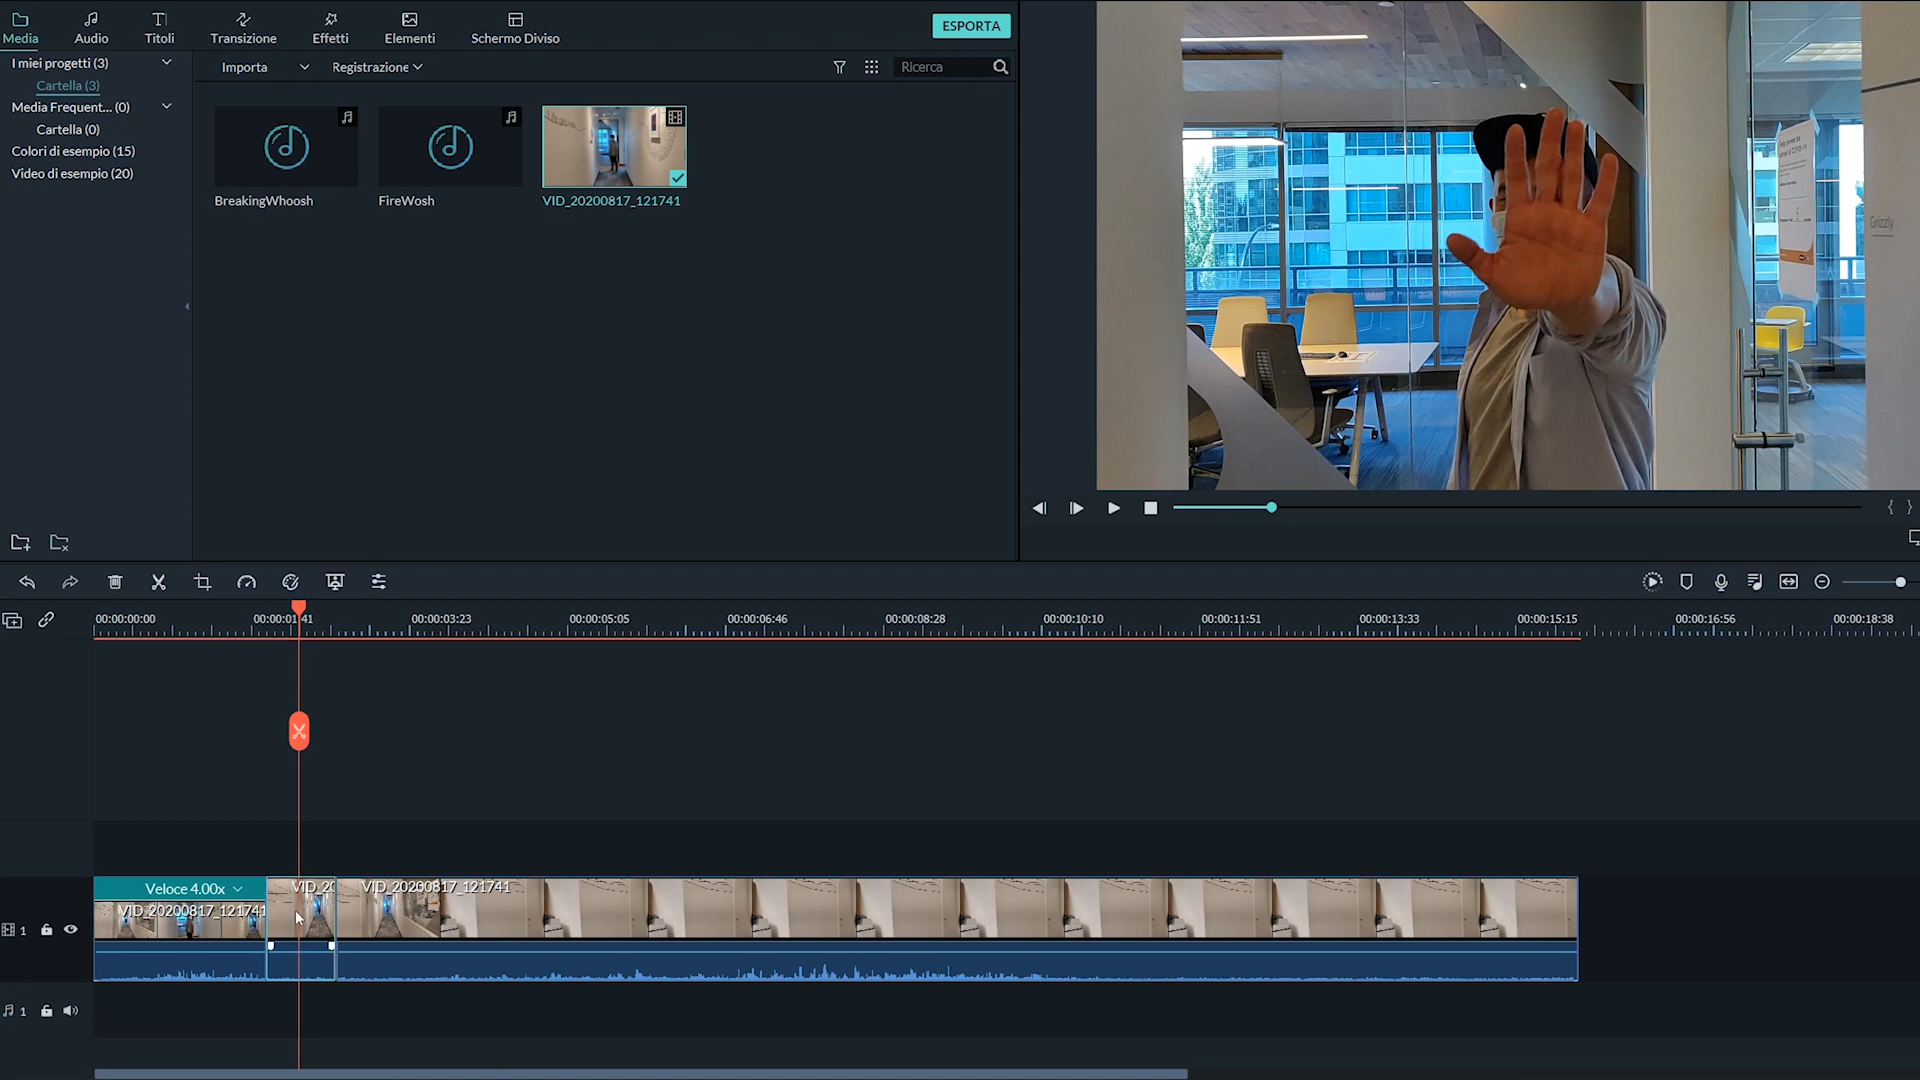 Media
Audio
Titoli
Transizione
Effetti
Elementi
Schermo Diviso
ESPORTA
I miei progetti (3)
Cartella (3)
Media Frequent... (0)
Cartella (0)
Colori di esempio (15)
Video di esempio (20)
Importa
Registrazione
Ricerca
BreakingWhoosh
FireWosh
VID_20200817_121741
Grizzly
00:00:00:00
00:00:01:41
00:00:03:23
00:00:05:05
00:00:06:46
00:00:08:28
00:00:10:10
00:00:11:51
00:00:13:33
00:00:15:15
00:00:16:56
00:00:18:38
Veloce 4.00x
VID_20
VID_20200817_121741
VID_20200817_121741
1
1